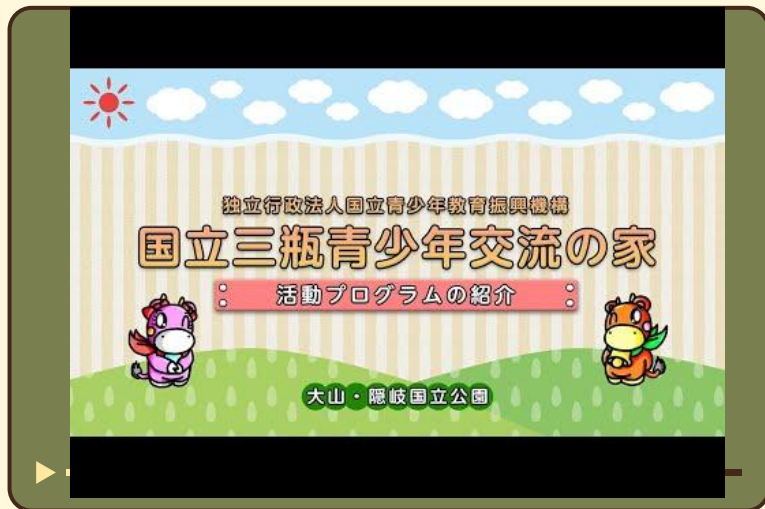 独立行政法人国立青少年教育振興機構
国立三瓶青少年交流の家
活動プログラムの紹介
大山・隠岐国立公園